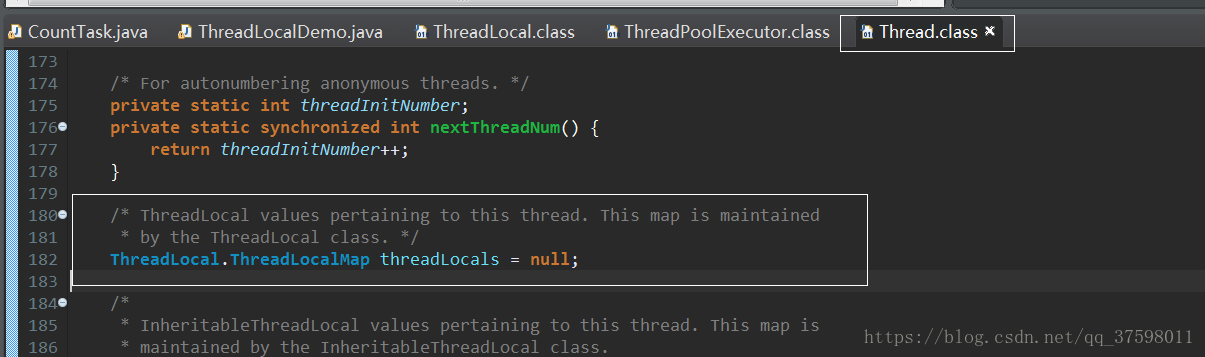 CountTask.java ThreadLocalDemo.java ThreadLocal.class ThreadPoolExecutor.class Thread.class
173
174 /* For autonumbering anonymous threads. */
175 private static int threadInitNumber;
176 private static synchronized int nextThreadNum() {
177 return threadInitNumber++;
178 }
179
180 /* ThreadLocal values pertaining to this thread. This map is maintained
181 * by the ThreadLocal class. */
182 ThreadLocal.ThreadLocalMap threadLocals = null;
183
184 /*
185 * InheritableThreadLocal values pertaining to this thread. This map is
186 * maintained by the InheritableThreadLocal class.
https://blog.csdn.net/qq_37598011